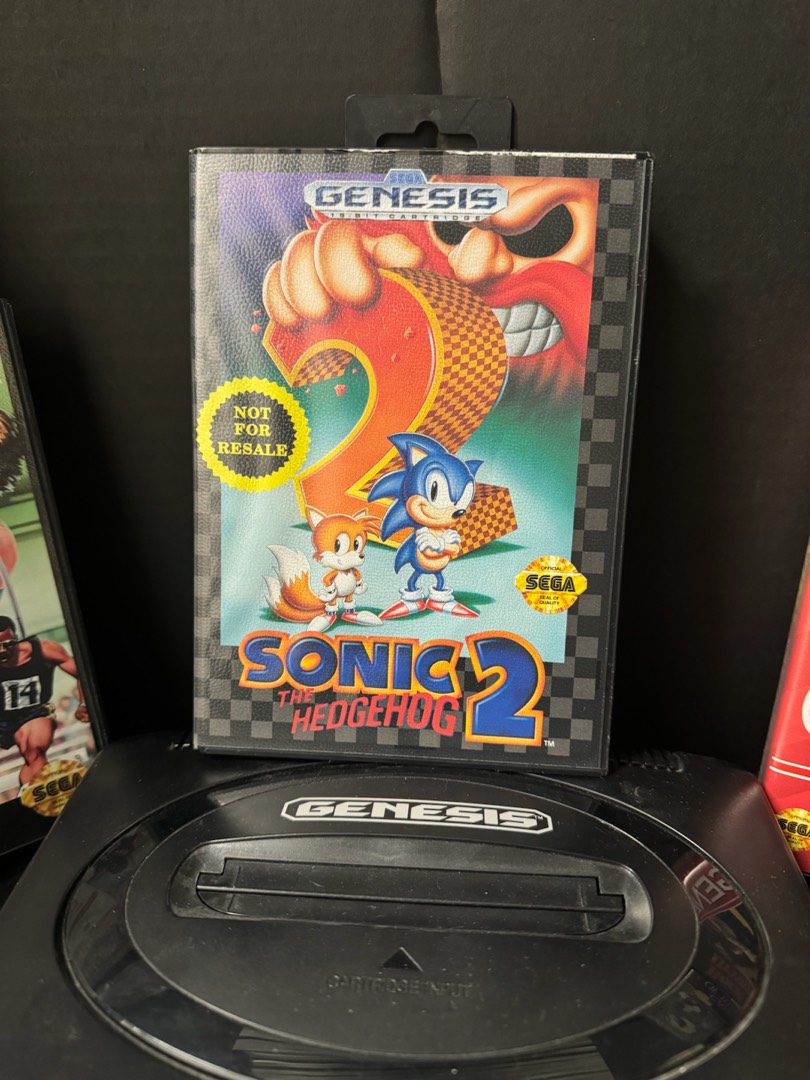 SEGA
GENESIS
16-BIT CARTRIDGE
NOT
FOR
RESALE
OFFICIAL
SEGA
SEAL OF
QUALITY
SONIC
THE
HEDGEHOG
2
TM
14
SEGA
SEGA
GENESIS
TM
CARTRIDGE INPUT